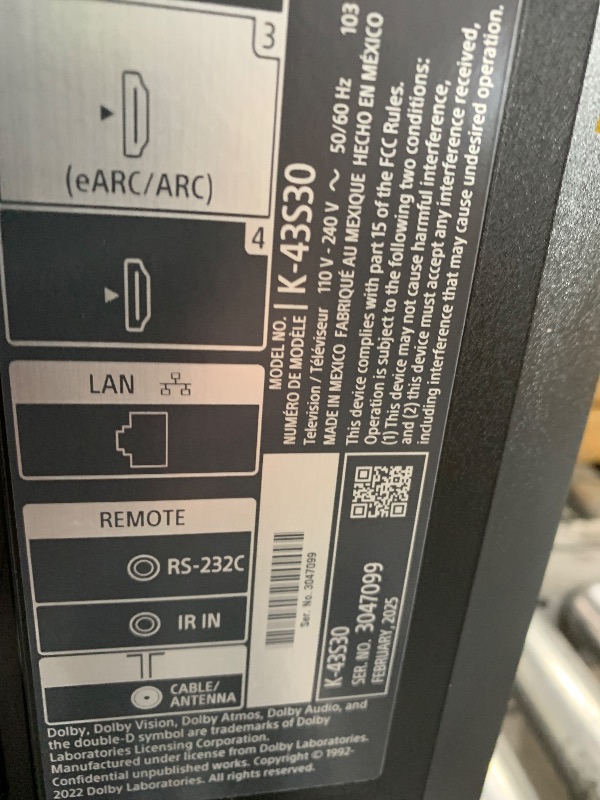 3
(eARC/ARC)
4
LAN
REMOTE
RS-232C
IR IN
CABLE/
ANTENNA
MODEL NO.
NUMÉRO DE MODÈLE
K-43S30
Television / Téléviseur 110 V - 240 V ~ 50/60 Hz 103
MADE IN MEXICO FABRIQUÉ AU MEXIQUE HECHO EN MÉXICO
This device complies with part 15 of the FCC Rules.
Operation is subject to the following two conditions:
(1) This device may not cause harmful interference,
and (2) this device must accept any interference received,
including interference that may cause undesired operation.
Ser. No. 3047099
K-43S30
SER. NO. 3047099
FEBRUARY, 2025
Dolby, Dolby Vision, Dolby Atmos, Dolby Audio, and
the double-D symbol are trademarks of Dolby
Laboratories Licensing Corporation.
Manufactured under license from Dolby Laboratories.
Confidential unpublished works. Copyright © 1992-
2022 Dolby Laboratories. All rights reserved.